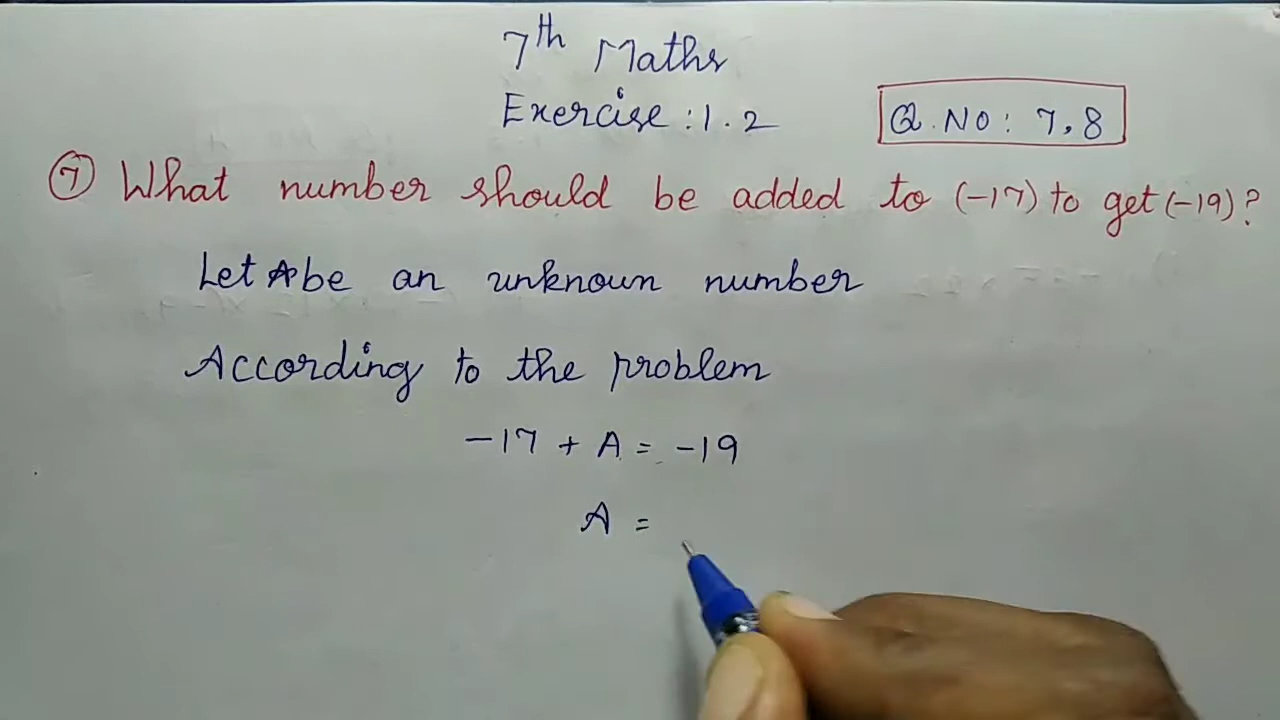 7th Maths
Exercise : 1.2
Q. NO : 7, 8
7 What number should be added to (-17) to get (-19)?
Let A be an unknown number
According to the problem
-17 + A = -19
A =